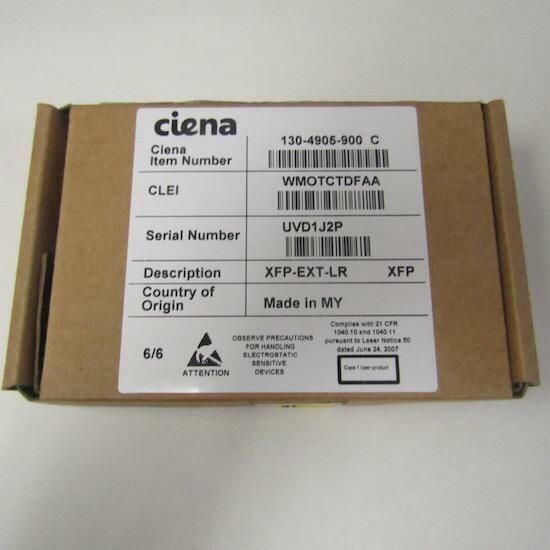 ciena
Ciena
Item Number
130-4905-900 C
CLEI
WMOTCTDFAA
Serial Number
UVD1J2P
Description
XFP-EXT-LR XFP
Country of
Origin
Made in MY
6/6
ATTENTION
OBSERVE PRECAUTIONS
FOR HANDLING
ELECTROSTATIC
SENSITIVE
DEVICES
Complies with 21 CFR
1040.10 and 1040.11
pursuant to Laser Notice 50
dated June 24, 2007
Class 1 laser product